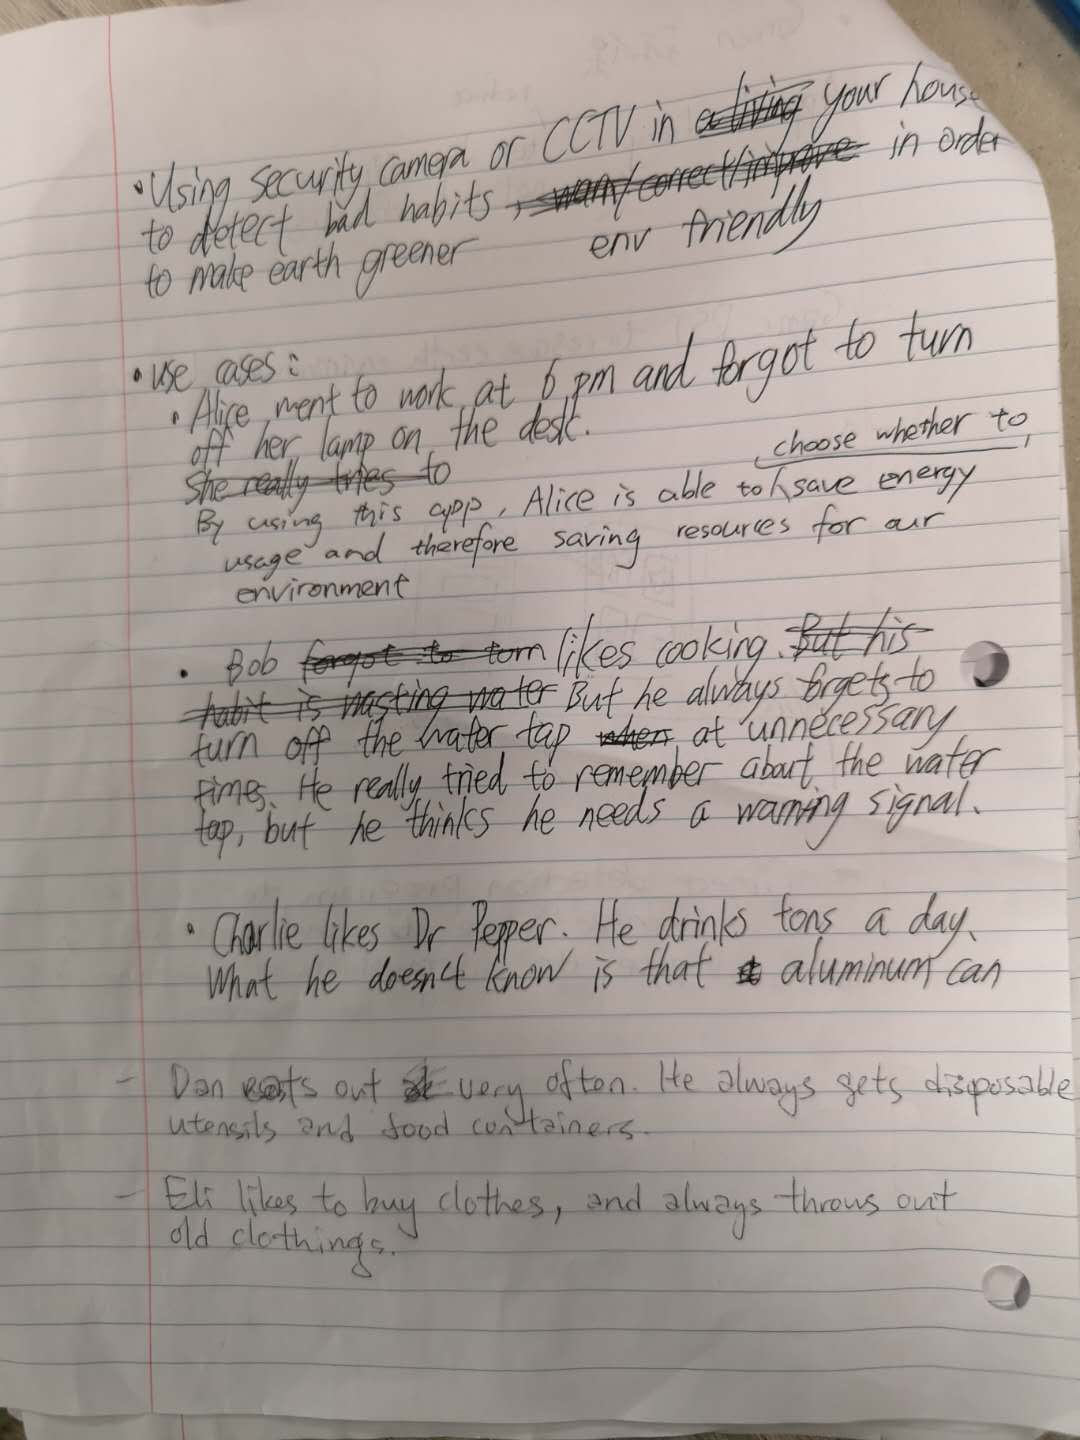 • Using security camera or CCTV in a living your house
to detect bad habits, warn/correct/improve in order
to make earth greener env friendly
• use cases:
• Alice went to work at 6 pm and forgot to turn
off her lamp on the desk.
She really tries to
choose whether to
By using this app, Alice is able to save energy
usage and therefore saving resources for our
environment
• Bob forgot to turn likes cooking. But his
habit is wasting water But he always forgets to
turn off the water tap when at unnecessary
times. He really tried to remember about the water
tap, but he thinks he needs a warning signal.
• Charlie likes Dr Pepper. He drinks tons a day.
What he doesn't know is that aluminum can
- Dan eats out very often. He always gets disposable
utensils and food containers.
- Eli likes to buy clothes, and always throws out
old clothings.